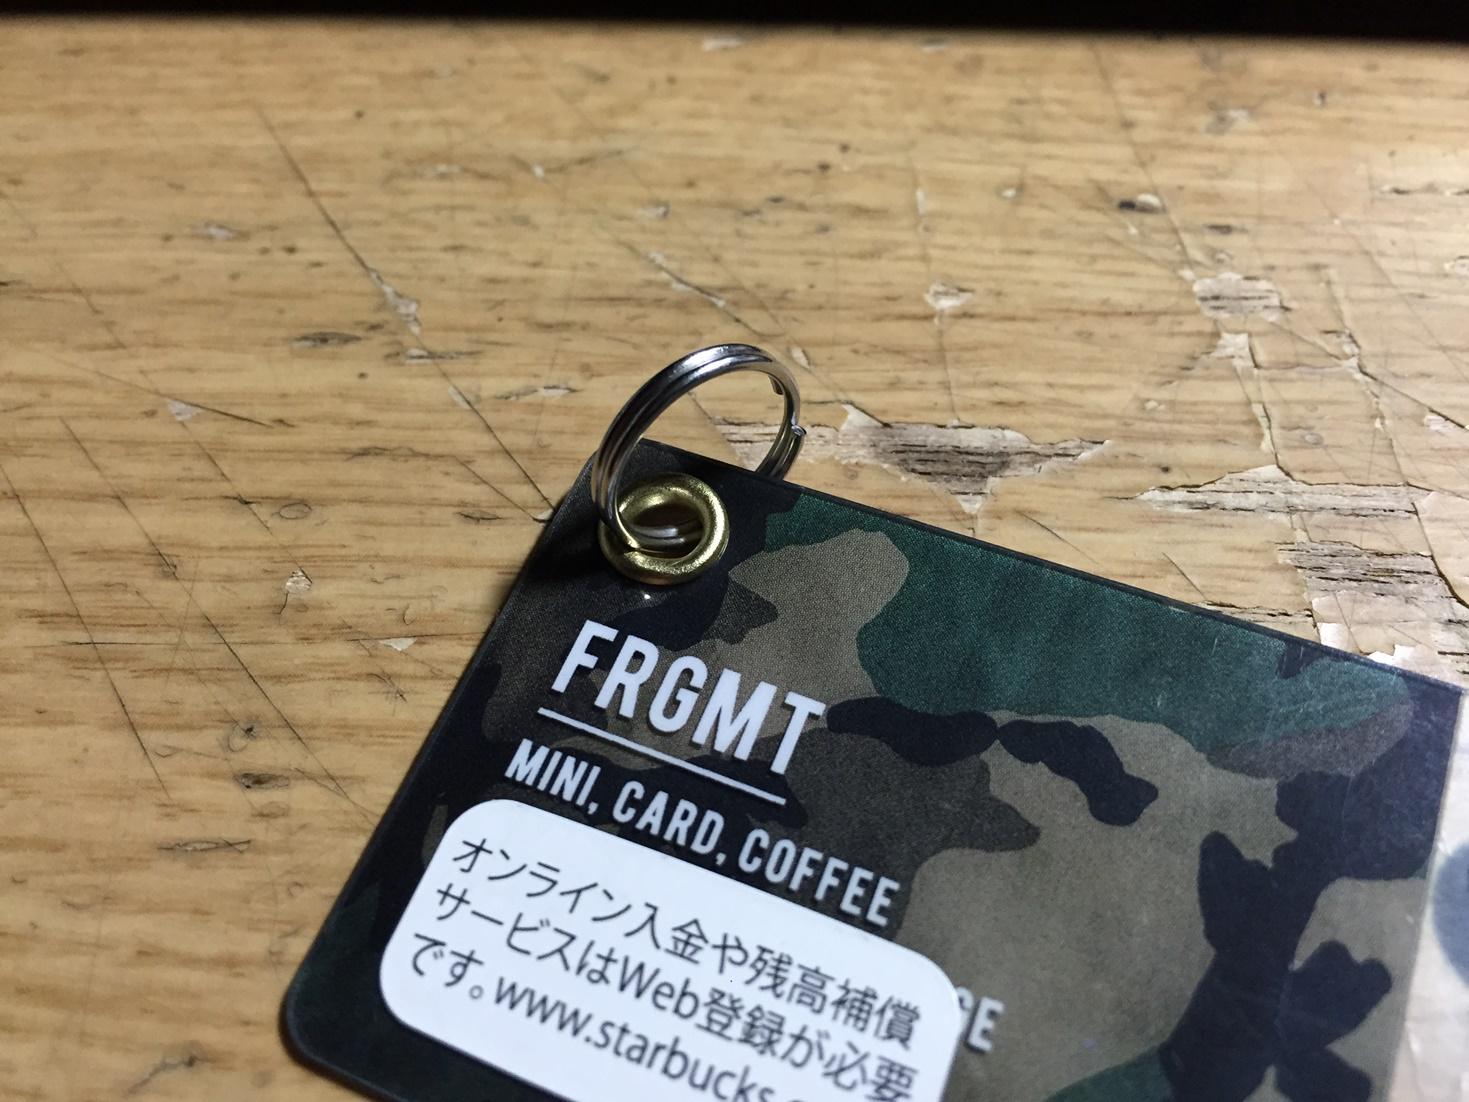 FRGMT
MINI, CARD, COFFEE
オンライン入金や残高補償
サービスはWeb登録が必要
です。www.starbucks.